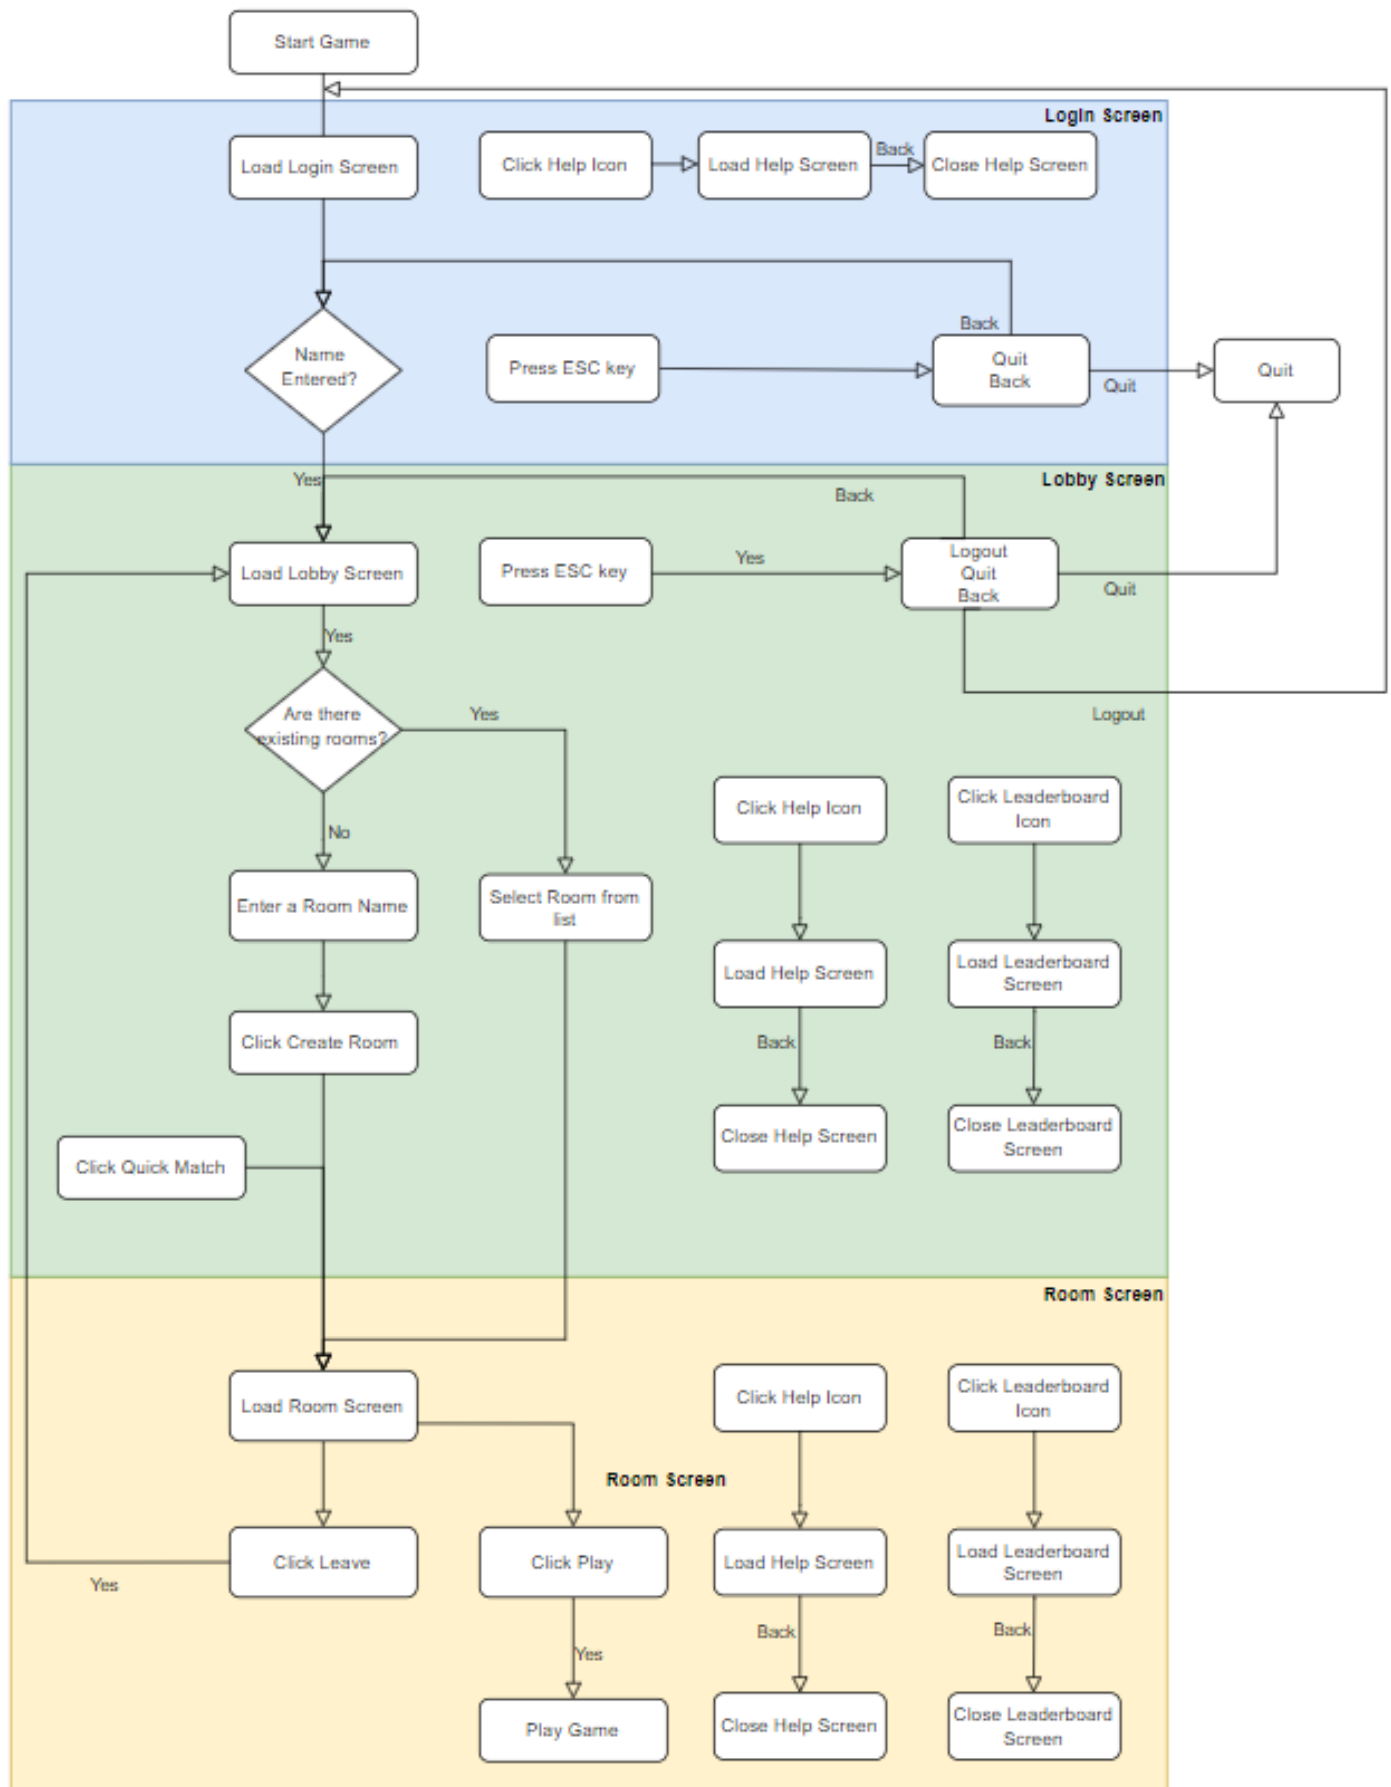 Start Game
Login Screen
Load Login Screen
Click Help Icon
Load Help Screen
Back
Close Help Screen
Name
Entered?
Press ESC key
Back
Quit
Back
Quit
Quit
Lobby Screen
Yes
Back
Load Lobby Screen
Press ESC key
Yes
Logout
Quit
Back
Quit
Yes
Are there
existing rooms?
Yes
Logout
No
Click Help Icon
Click Leaderboard
Icon
Enter a Room Name
Select Room from
list
Load Help Screen
Load Leaderboard
Screen
Click Create Room
Back
Back
Click Quick Match
Close Help Screen
Close Leaderboard
Screen
Room Screen
Load Room Screen
Click Help Icon
Click Leaderboard
Icon
Room Screen
Click Leave
Click Play
Load Help Screen
Load Leaderboard
Screen
Yes
Yes
Back
Back
Play Game
Close Help Screen
Close Leaderboard
Screen